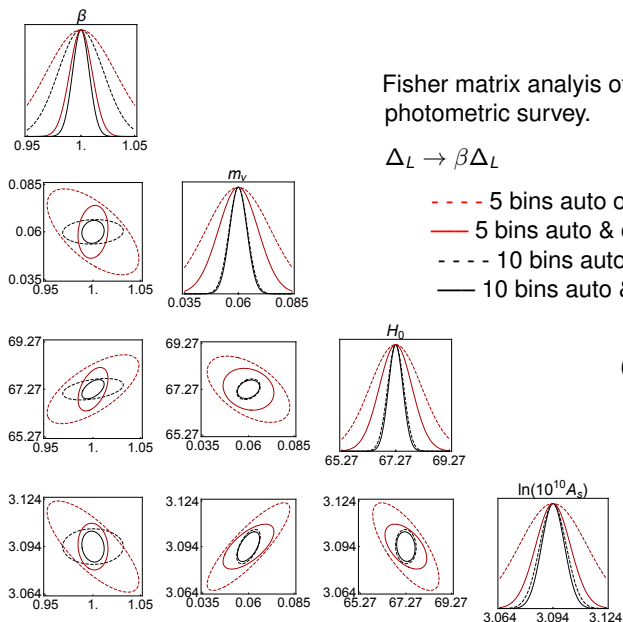 β
0.95 1. 1.05
Fisher matrix analyis of
photometric survey.
Δ_L → βΔ_L
5 bins auto
5 bins auto &
10 bins auto
10 bins auto &
m_ν
0.085
0.06
0.035
0.95 1. 1.05
0.035 0.06 0.085
H_0
69.27
67.27
65.27
0.95 1. 1.05
69.27
67.27
65.27
0.035 0.06 0.085
65.27 67.27 69.27
ln(10^10 A_s)
3.124
3.094
3.064
0.95 1. 1.05
3.124
3.094
3.064
0.035 0.06 0.085
3.124
3.094
3.064
65.27 67.27 69.27
3.064 3.094 3.124